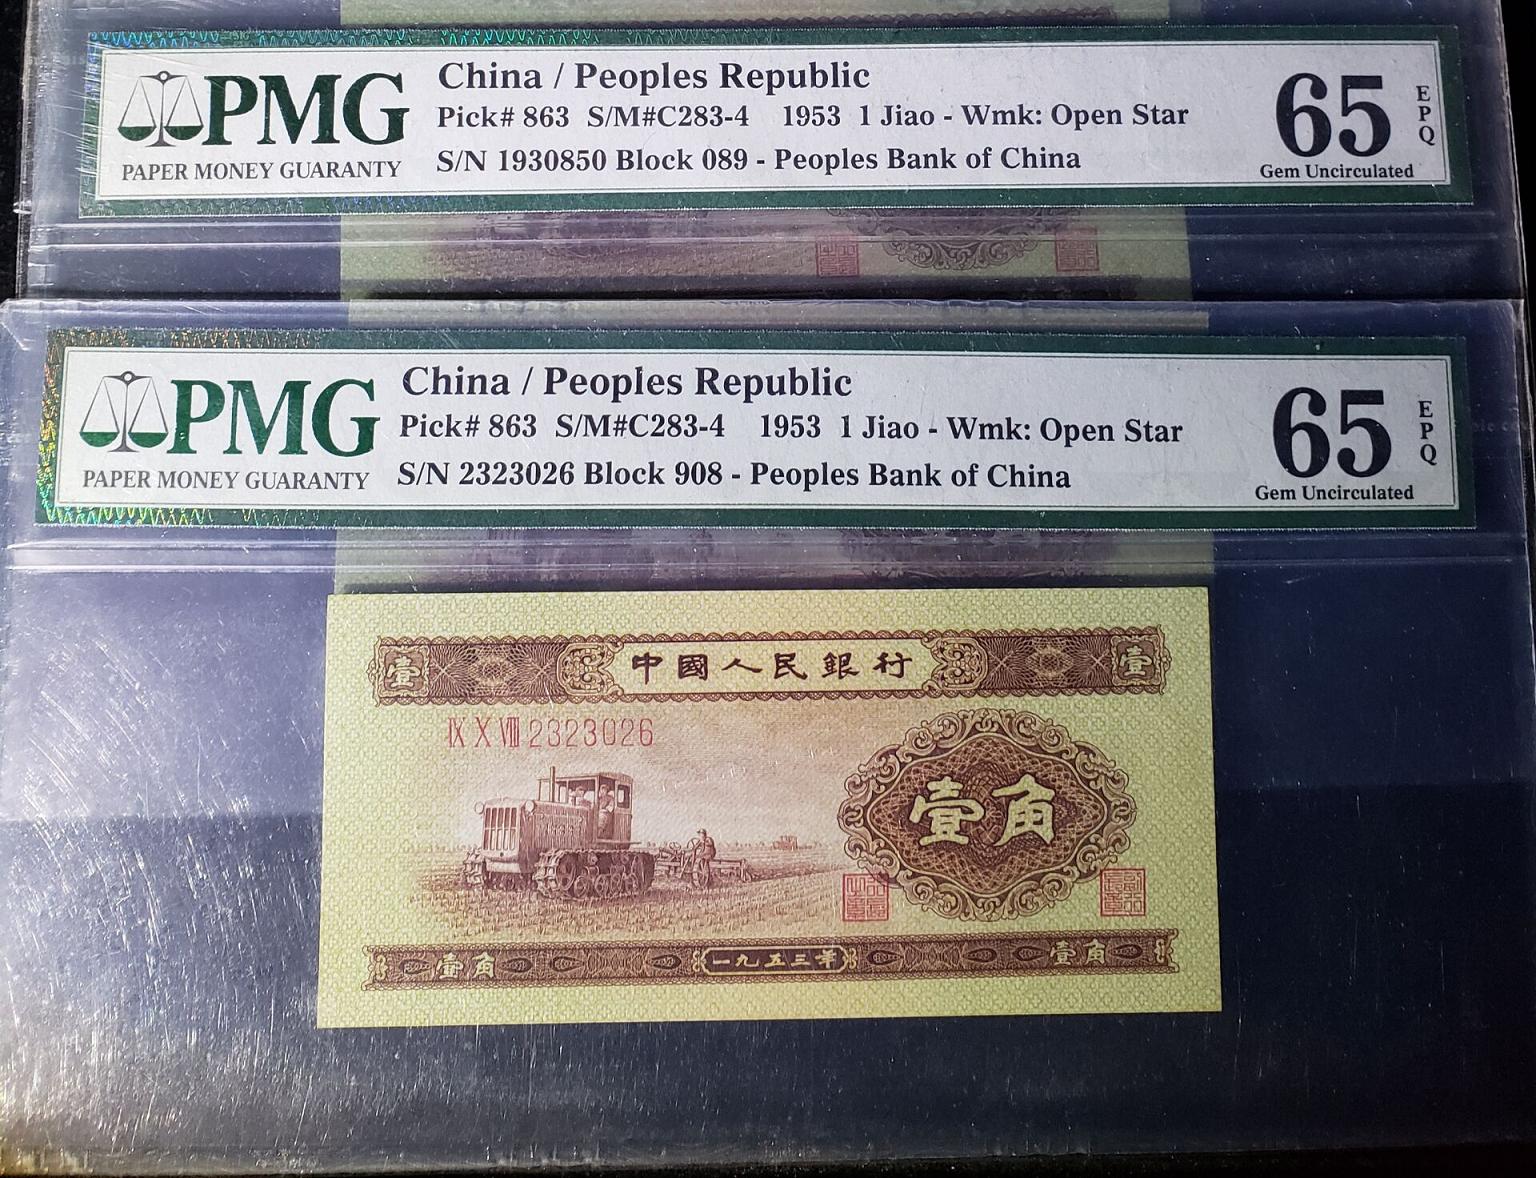 PMG
PAPER MONEY GUARANTY
China / Peoples Republic
Pick# 863 S/M#C283-4 1953 1 Jiao - Wmk: Open Star
S/N 1930850 Block 089 - Peoples Bank of China
65
EPQ
Gem Uncirculated
PMG
PAPER MONEY GUARANTY
China / Peoples Republic
Pick# 863 S/M#C283-4 1953 1 Jiao - Wmk: Open Star
S/N 2323026 Block 908 - Peoples Bank of China
65
EPQ
Gem Uncirculated
壹 中國人民銀行 壹
IX X VIII 2323026
壹角
壹角 一九五三年 壹角